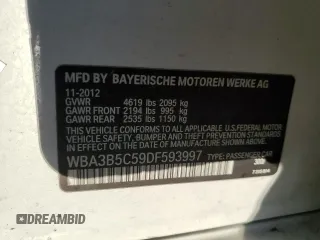 MFD BY BAYERISCHE MOTOREN WERKE AG
11-2012
GVWR 4619 lbs 2095 kg
GAWR FRONT 2194 lbs 995 kg
GAWR REAR 2535 lbs 1150 kg
THIS VEHICLE CONFORMS TO ALL APPLICABLE U.S. FEDERAL MOTOR
VEHICLE SAFETY, BUMPER, AND THEFT PREVENTION STANDARDS IN
EFFECT ON THE DATE OF MANUFACTURE SHOWN ABOVE.
WBA3B5C59DF593997 TYPE: PASSENGER CAR
DREAMBID